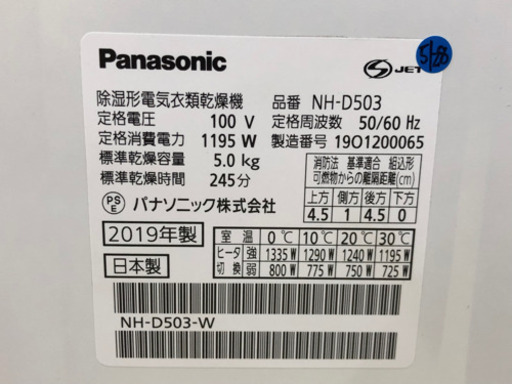 Panasonic
S JET
5/26
除湿形電気衣類乾燥機 品番 NH-D503
定格電圧 100 V 定格周波数 50/60 Hz
定格消費電力 1195 W 製造番号 19O1200065
標準乾燥容量 5.0 kg
標準乾燥時間 245分
消防法 基準適合 組込形
可燃物からの離隔距離(cm)
上方 側方 後方 下方
4.5 1 4.5 0
PS E パナソニック株式会社
2019年製
日本製
室温 0℃ 10℃ 20℃ 30℃
ヒータ 強 1335 W 1290 W 1240 W 1195 W
切換 弱 800 W 775 W 750 W 725 W
NH-D503-W